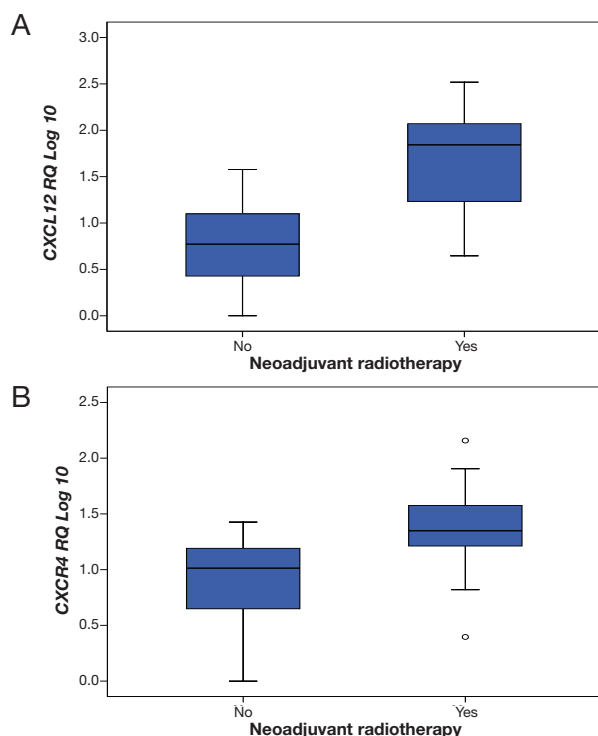 A
3.0
2.5
2.0
1.5
1.0
0.5
0.0
CXCL12 RQ Log 10
No Yes
Neoadjuvant radiotherapy
B
2.5
2.0
1.5
1.0
0.5
0.0
CXCR4 RQ Log 10
No Yes
Neoadjuvant radiotherapy